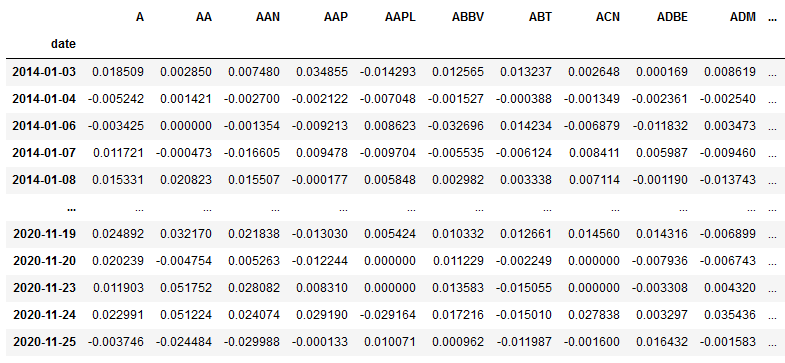 A AA AAN AAP AAPL ABBV ABT ACN ADBE ADM ...
date
2014-01-03 0.018509 0.002850 0.007480 0.034855 -0.014293 0.012565 0.013237 0.002648 0.000169 0.008619 ...
2014-01-04 -0.005242 0.001421 -0.002700 -0.002122 -0.007048 -0.001527 -0.000388 -0.001349 -0.002361 -0.002540 ...
2014-01-06 -0.003425 0.000000 -0.001354 -0.009213 0.008623 -0.032696 0.014234 -0.006879 -0.011832 0.003473 ...
2014-01-07 0.011721 -0.000473 -0.016605 0.009478 -0.009704 -0.005535 -0.006124 0.008411 0.005987 -0.009460 ...
2014-01-08 0.015331 0.020823 0.015507 -0.000177 0.005848 0.002982 0.003338 0.007114 -0.001190 -0.013743 ...
... ... ... ... ... ... ... ... ... ... ... ...
2020-11-19 0.024892 0.032170 0.021838 -0.013030 0.005424 0.010332 0.012661 0.014560 0.014316 -0.006899 ...
2020-11-20 0.020239 -0.004754 0.005263 -0.012244 0.000000 0.011229 -0.002249 0.000000 -0.007936 -0.006743 ...
2020-11-23 0.011903 0.051752 0.028082 0.008310 0.000000 0.013583 -0.015055 0.000000 -0.003308 0.004320 ...
2020-11-24 0.022991 0.051224 0.024074 0.029190 -0.029164 0.017216 -0.015010 0.027838 0.003297 0.035436 ...
2020-11-25 -0.003746 -0.024484 -0.029988 -0.000133 0.010071 0.000962 -0.011987 -0.001600 0.016432 -0.001583 ...